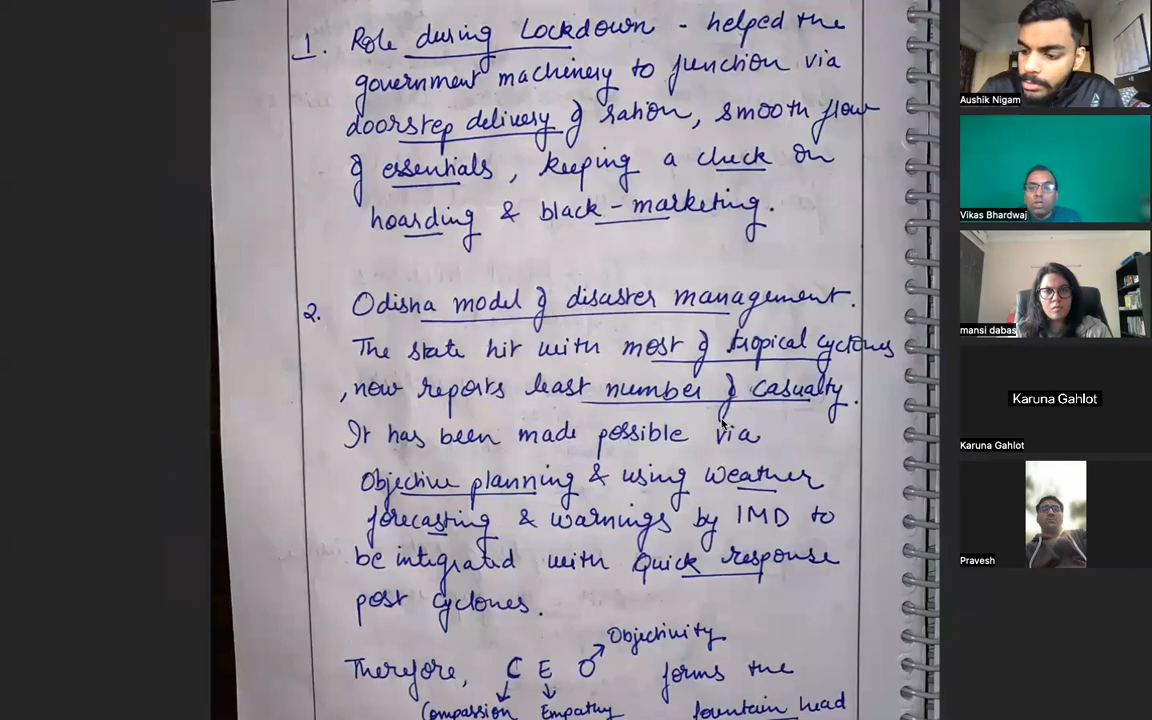 1. Role during Lockdown - helped the
government machinery to function via
doorstep delivery of ration, smooth flow
of essentials, keeping a check on
hoarding & black-marketing.
2. Odisha model of disaster management.
The state hit with most of tropical cyclones
, now reports least number of casualty.
It has been made possible via
Objective planning & using weather
forecasting & warnings by IMD to
be integrated with Quick response
post cyclones.
Objectivity
Therefore, C E O forms the
Compassion Empathy fountain head
Aushik Nigam
Vikas Bhardwaj
mansi dabas
Karuna Gahlot
Karuna Gahlot
Pravesh